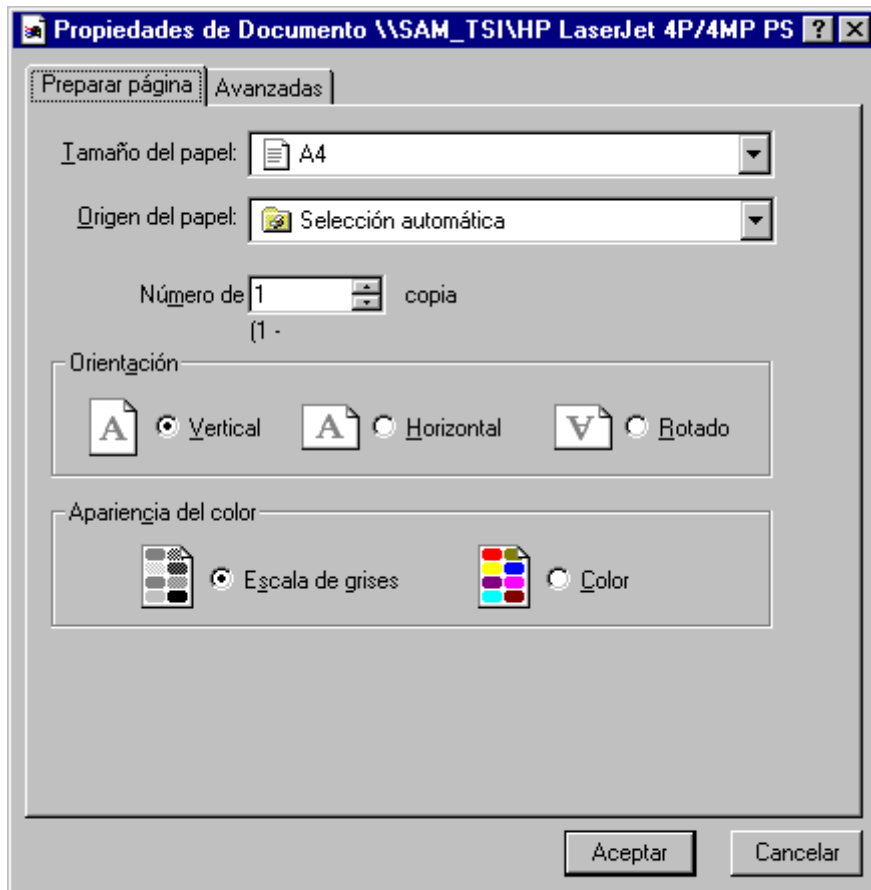 Propiedades de Documento \\SAM_TSI\HP LaserJet 4P/4MP PS
Preparar página Avanzadas
Tamaño del papel: A4
Origen del papel: Selección automática
Número de 1 copia
(1 -
Orientación
A Vertical A Horizontal A Rotado
Apariencia del color
Escala de grises Color
Aceptar Cancelar